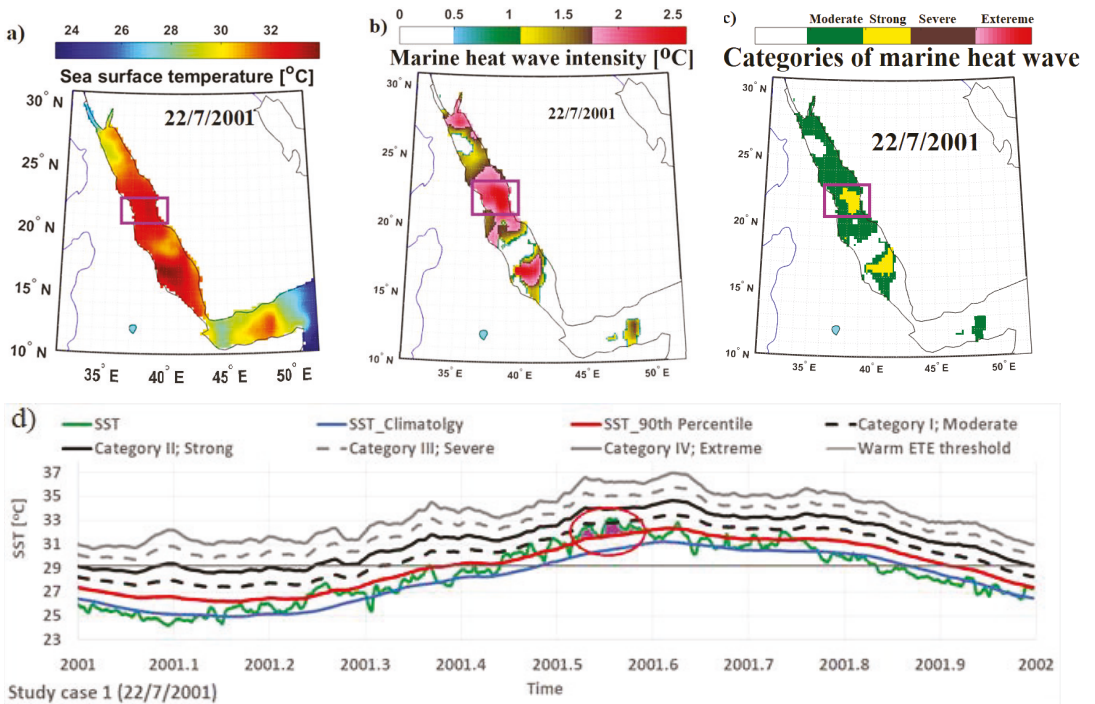 a)
24 26 28 30 32
Sea surface temperature [°C]
22/7/2001
30° N
25° N
20° N
15° N
10° N
35° E 40° E 45° E 50° E
b)
0 0.5 1 1.5 2 2.5
Marine heat wave intensity [°C]
22/7/2001
30° N
25° N
20° N
15° N
10° N
35° E 40° E 45° E 50° E
c)
Moderate Strong Severe Extereme
Categories of marine heat wave
22/7/2001
30° N
25° N
20° N
15° N
10° N
35° E 40° E 45° E 50° E
d)
SST SST_Climatolgy SST_90th Percentile Category I; Moderate
Category II; Strong Category III; Severe Category IV; Extreme Warm ETE threshold
SST [°C]
37
35
33
31
29
27
25
23
2001 2001.1 2001.2 2001.3 2001.4 2001.5 2001.6 2001.7 2001.8 2001.9 2002
Time
Study case 1 (22/7/2001)